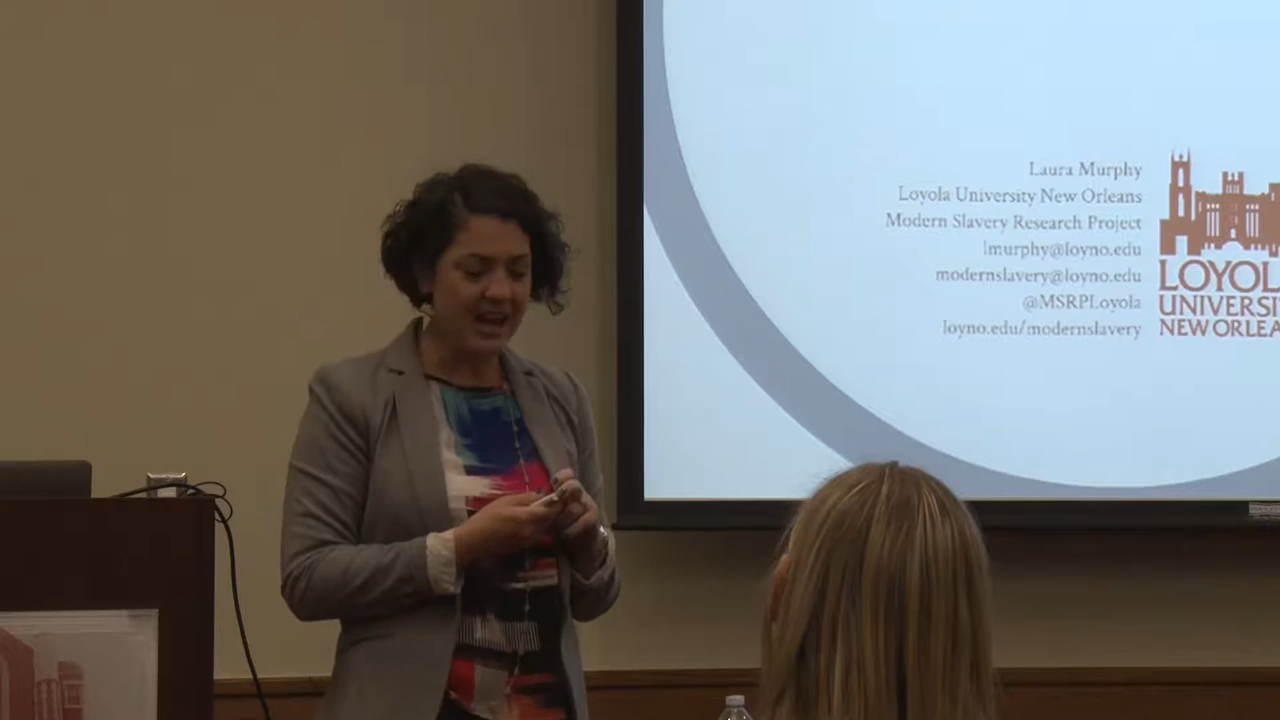 Laura Murphy
Loyola University New Orleans
Modern Slavery Research Project
lmurphy@loyno.edu
modernslavery@loyno.edu
@MSRPLoyola
loyno.edu/modernslavery
LOYOL
UNIVERSI
NEW ORLEA